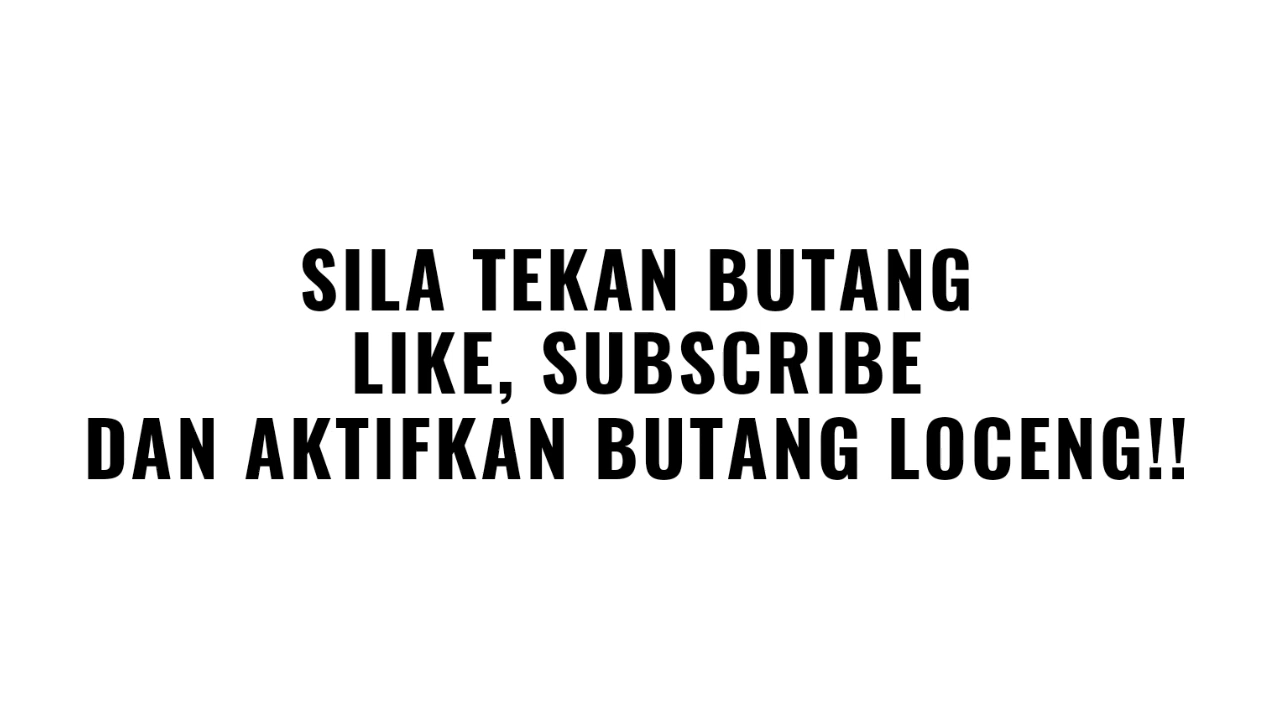 SILA TEKAN BUTANG
LIKE, SUBSCRIBE
DAN AKTIFKAN BUTANG LOCENG!!